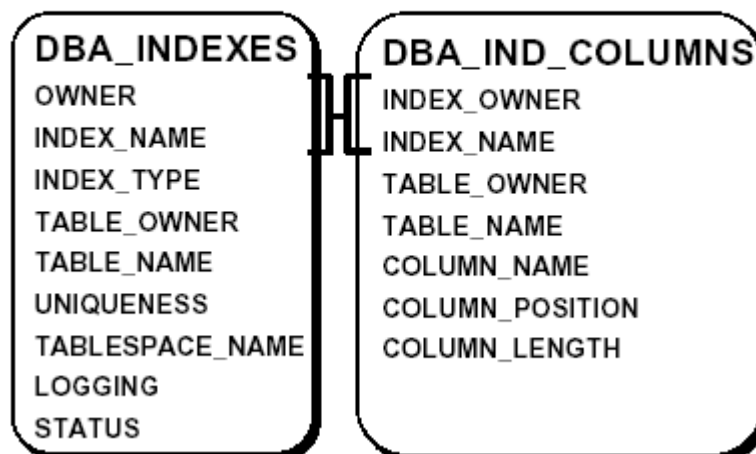 DBA_INDEXES
OWNER
INDEX_NAME
INDEX_TYPE
TABLE_OWNER
TABLE_NAME
UNIQUENESS
TABLESPACE_NAME
LOGGING
STATUS
DBA_IND_COLUMNS
INDEX_OWNER
INDEX_NAME
TABLE_OWNER
TABLE_NAME
COLUMN_NAME
COLUMN_POSITION
COLUMN_LENGTH